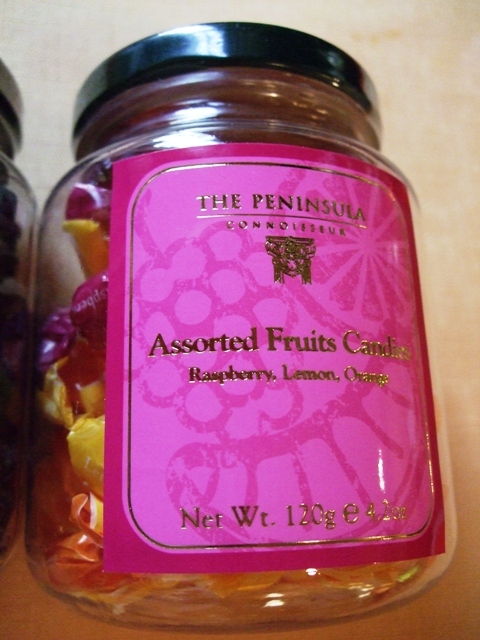 THE PENINSULA
CONNOISSEUR
Assorted Fruits Candies
Raspberry, Lemon, Orange
Net Wt. 120g e 4.2oz